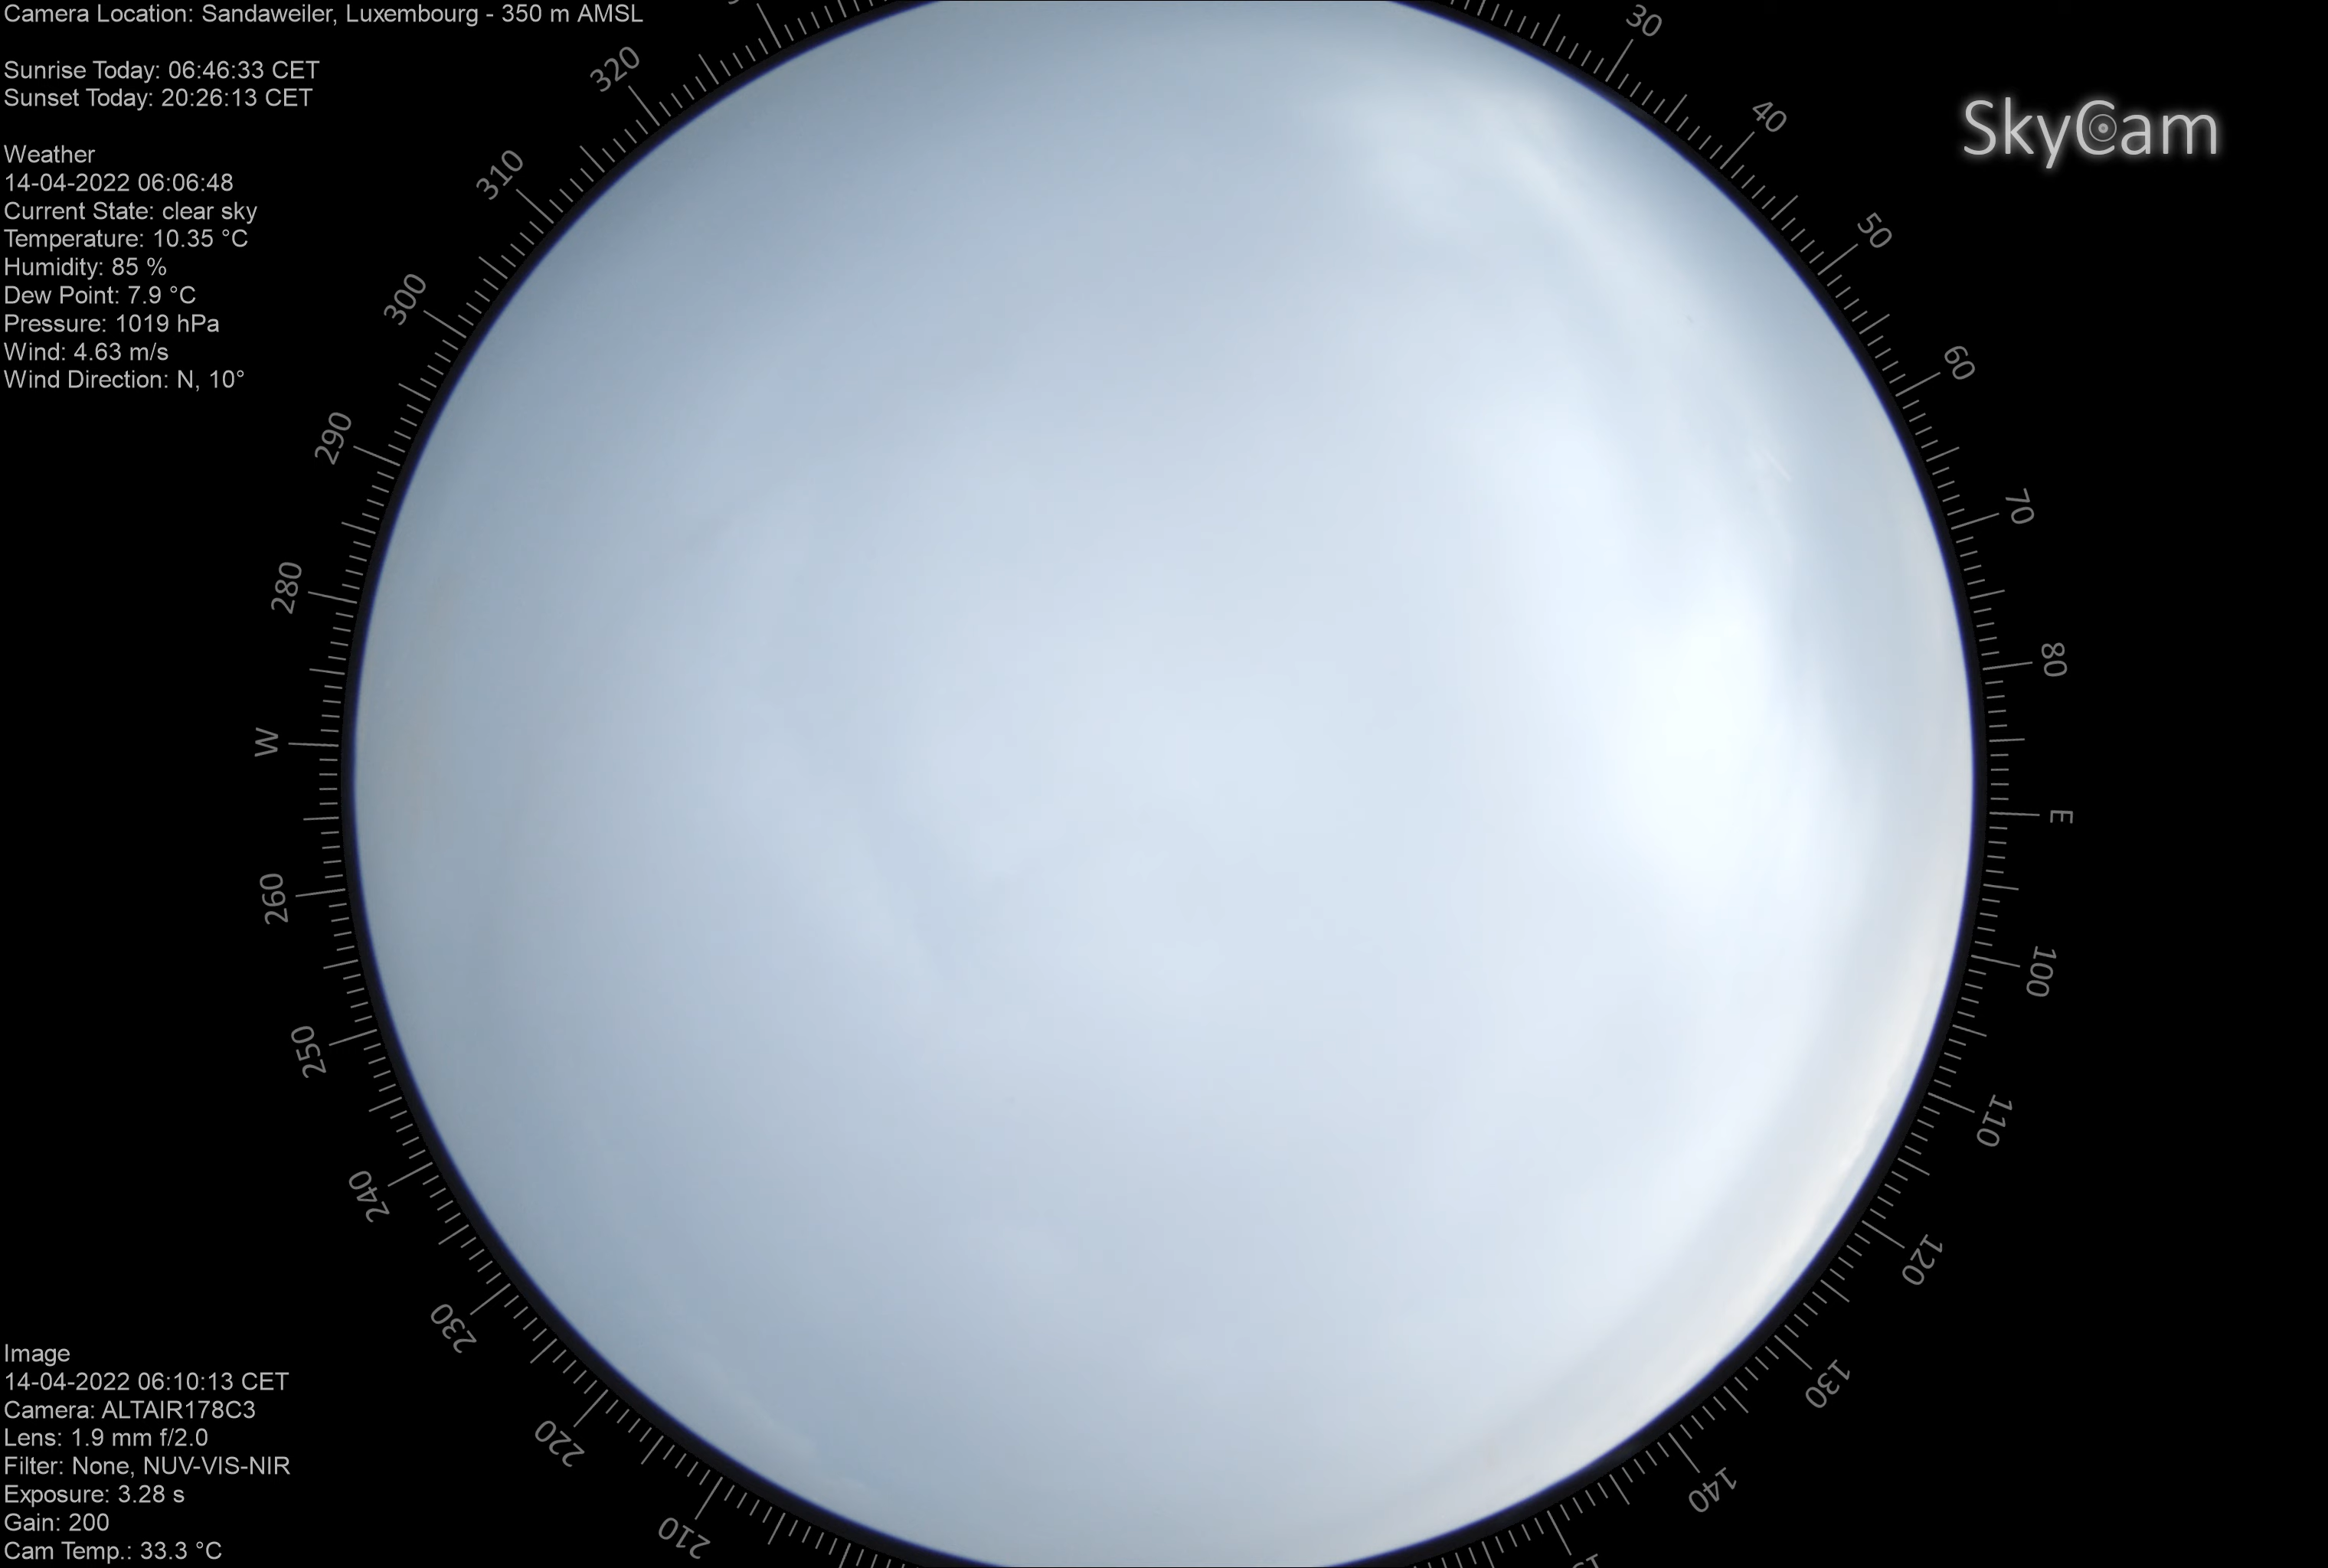 Camera Location: Sandaweiler, Luxembourg - 350 m AMSL
Sunrise Today: 06:46:33 CET
Sunset Today: 20:26:13 CET
Weather
14-04-2022 06:06:48
Current State: clear sky
Temperature: 10.35 °C
Humidity: 85 %
Dew Point: 7.9 °C
Pressure: 1019 hPa
Wind: 4.63 m/s
Wind Direction: N, 10°
SkyCam
30
40
50
60
70
80
E
100
110
120
130
140
210
220
230
240
250
260
W
280
290
300
310
320
Image
14-04-2022 06:10:13 CET
Camera: ALTAIR178C3
Lens: 1.9 mm f/2.0
Filter: None, NUV-VIS-NIR
Exposure: 3.28 s
Gain: 200
Cam Temp.: 33.3 °C